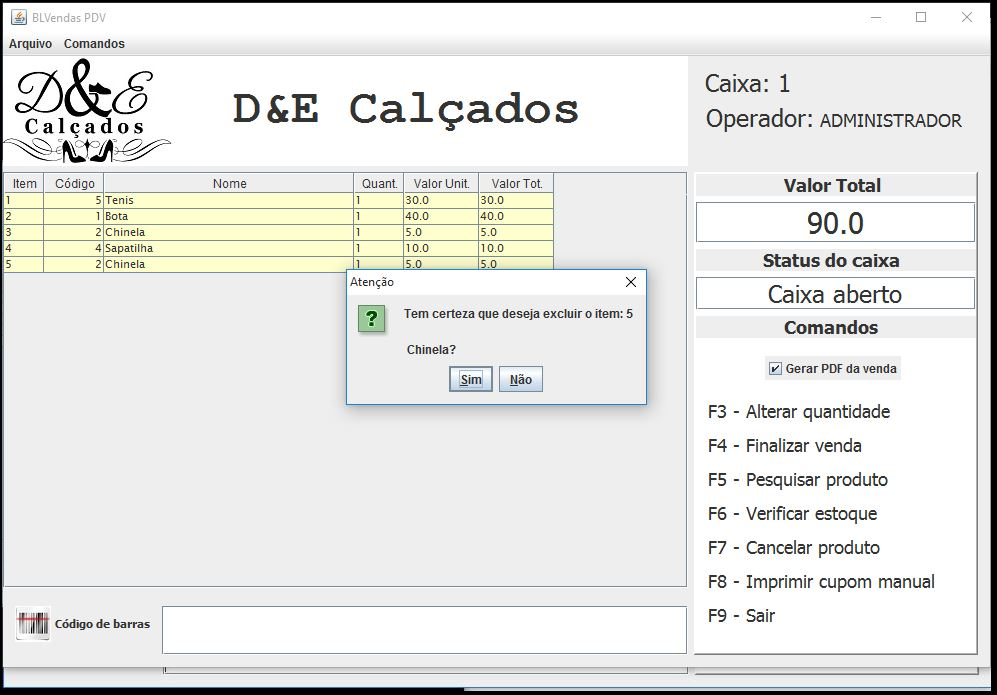 BLVendas PDV
Arquivo Comandos
D&E
Calçados
D&E Calçados
Caixa: 1
Operador: ADMINISTRADOR
Item Código Nome Quant. Valor Unit. Valor Tot.
1 5 Tenis 1 30.0 30.0
2 1 Bota 1 40.0 40.0
3 2 Chinela 1 5.0 5.0
4 4 Sapatilha 1 10.0 10.0
5 2 Chinela 1 5.0 5.0
Atenção
?
Tem certeza que deseja excluir o item: 5
Chinela?
Sim Não
Valor Total
90.0
Status do caixa
Caixa aberto
Comandos
Gerar PDF da venda
F3 - Alterar quantidade
F4 - Finalizar venda
F5 - Pesquisar produto
F6 - Verificar estoque
F7 - Cancelar produto
F8 - Imprimir cupom manual
F9 - Sair
Código de barras